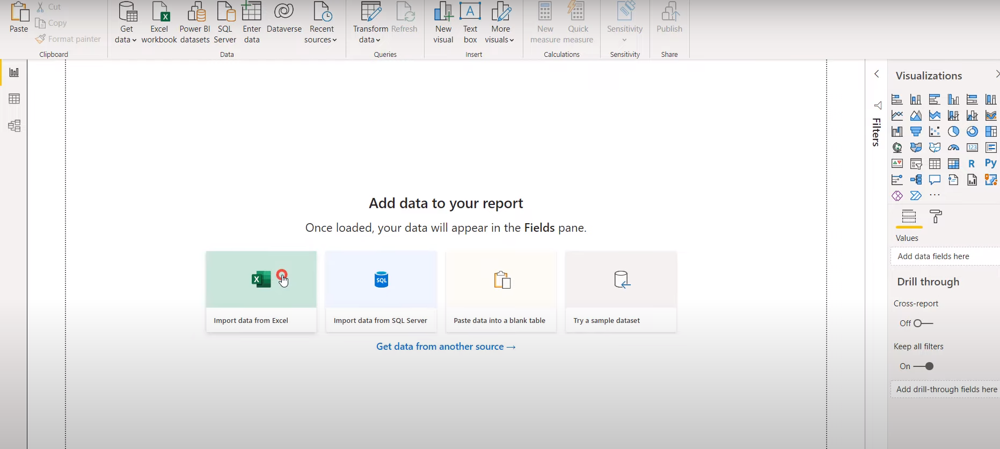 Paste
Cut
Copy
Format painter
Clipboard
Get data
Excel workbook
Power BI datasets
SQL Server
Enter data
Dataverse
Recent sources
Data
Transform data
Refresh
Queries
New visual
A
Text box
More visuals
Insert
New measure
Quick measure
Calculations
Sensitivity
Sensitivity
Publish
Share
Filters
Visualizations
123
R
Py
Values
Add data fields here
Drill through
Cross-report
Off
Keep all filters
On
Add drill-through fields here
Add data to your report
Once loaded, your data will appear in the Fields pane.
X
SQL
Import data from Excel
Import data from SQL Server
Paste data into a blank table
Try a sample dataset
Get data from another source →